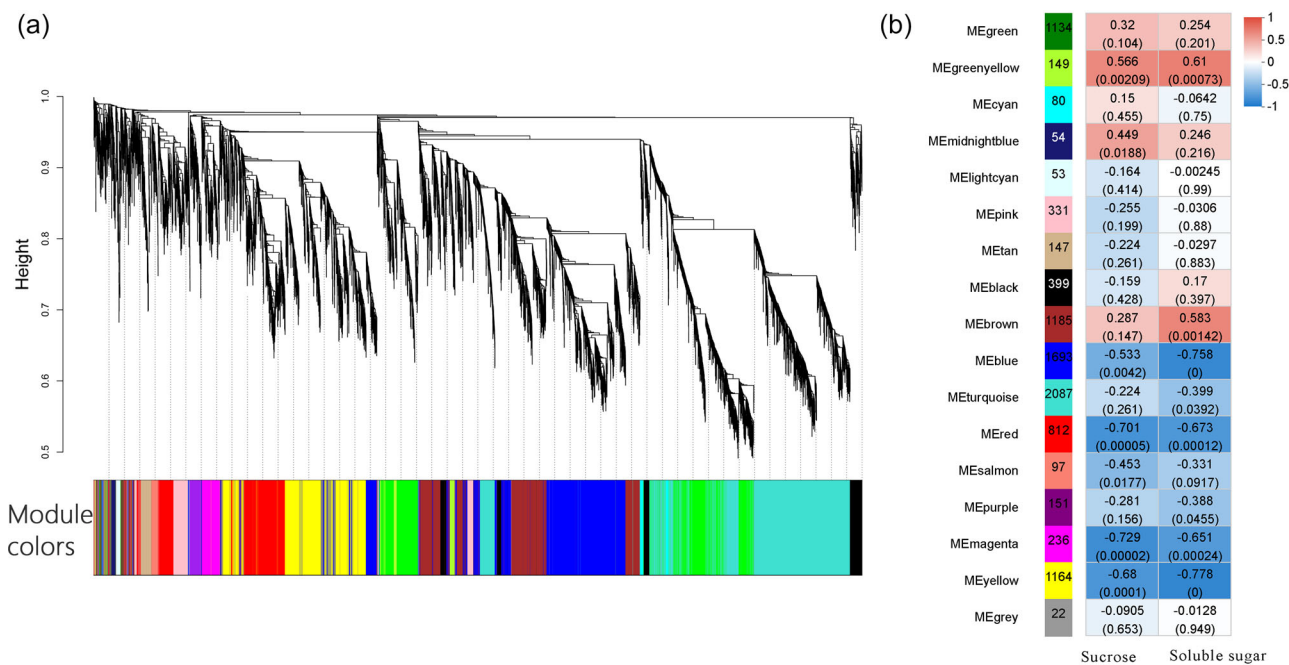 (a)
(b)
Height
1.0
0.9
0.8
0.7
0.6
0.5
Module
colors
MEgreen 1134 0.32 0.254
(0.104) (0.201)
MEgreenyellow 149 0.566 0.61
(0.00209) (0.00073)
MEcyan 80 0.15 -0.0642
(0.455) (0.75)
MEmidnightblue 54 0.449 0.246
(0.0188) (0.216)
MElightcyan 53 -0.164 -0.00245
(0.414) (0.99)
MEpink 331 -0.255 -0.0306
(0.199) (0.88)
MEtan 147 -0.224 -0.0297
(0.261) (0.883)
MEblack 399 -0.159 0.17
(0.428) (0.397)
MEbrown 1185 0.287 0.583
(0.147) (0.00142)
MEblue 1693 -0.533 -0.758
(0.0042) (0)
MEturquoise 2087 -0.224 -0.399
(0.261) (0.0392)
MEred 812 -0.701 -0.673
(0.00005) (0.00012)
MEsalmon 97 -0.453 -0.331
(0.0177) (0.0917)
MEpurple 151 -0.281 -0.388
(0.156) (0.0455)
MEmagenta 236 -0.729 -0.651
(0.00002) (0.00024)
MEyellow 1164 -0.68 -0.778
(0.0001) (0)
MEgrey 22 -0.0905 -0.0128
(0.653) (0.949)
Sucrose Soluble sugar
1
0.5
0
-0.5
-1